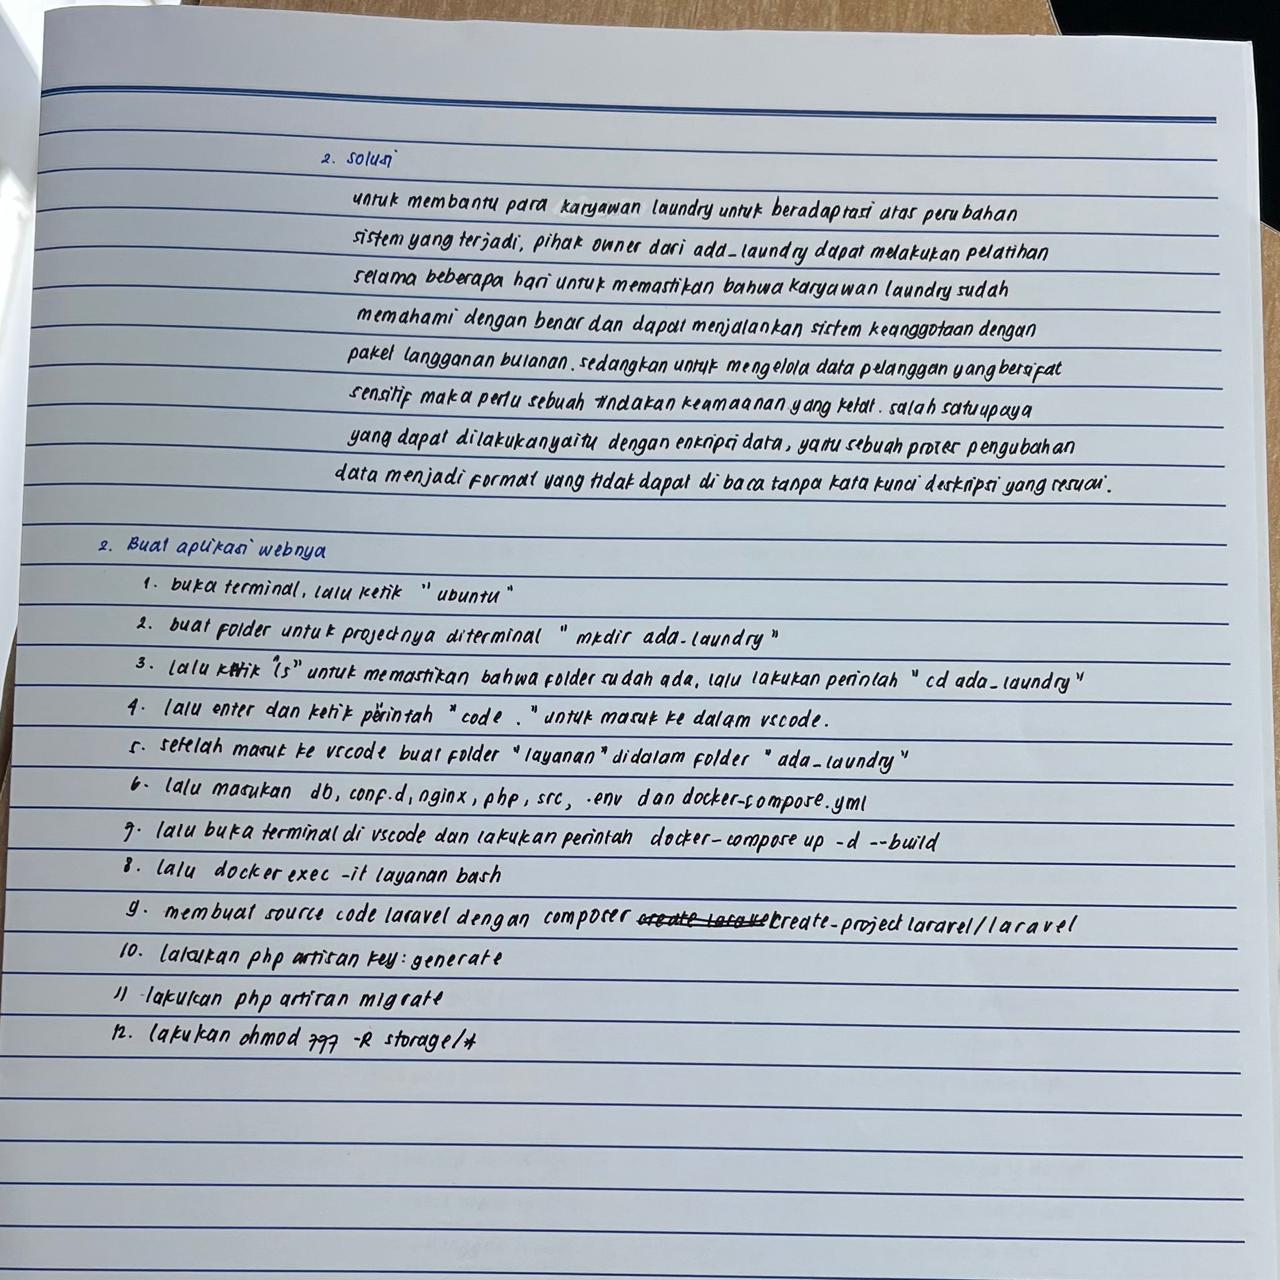 2. solusi
untuk membantu para karyawan laundry untuk beradaptasi atas perubahan
sistem yang terjadi, pihak owner dari ada_laundry dapat melakukan pelatihan
selama beberapa hari untuk memastikan bahwa karyawan laundry sudah
memahami dengan benar dan dapat menjalankan sistem keanggotaan dengan
paket langganan bulanan. sedangkan untuk mengelola data pelanggan yang bersifat
sensitif maka perlu sebuah tindakan keamaanan yang ketat. salah satu upaya
yang dapat dilakukan yaitu dengan enkripsi data, yaitu sebuah proses pengubahan
data menjadi format yang tidak dapat di baca tanpa kata kunci deskripsi yang sesuai.
2. Buat aplikasi webnya
1. buka terminal, lalu ketik "ubuntu"
2. buat folder untuk projectnya diterminal "mkdir ada_laundry"
3. lalu ketik "ls" untuk memastikan bahwa folder sudah ada, lalu lakukan perintah "cd ada_laundry"
4. lalu enter dan ketik perintah "code ." untuk masuk ke dalam vscode.
5. setelah masuk ke vscode buat folder "layanan" didalam folder "ada_laundry"
6. lalu masukan db, conf.d, nginx, php, src, .env dan docker-compose.yml
7. lalu buka terminal di vscode dan lakukan perintah docker-compose up -d --build
8. lalu docker exec -it layanan bash
9. membuat source code laravel dengan composer create-project laravel/laravel
10. lakukan php artisan key:generate
11 lakukan php artisan migrate
12. lakukan chmod 777 -R storage/*